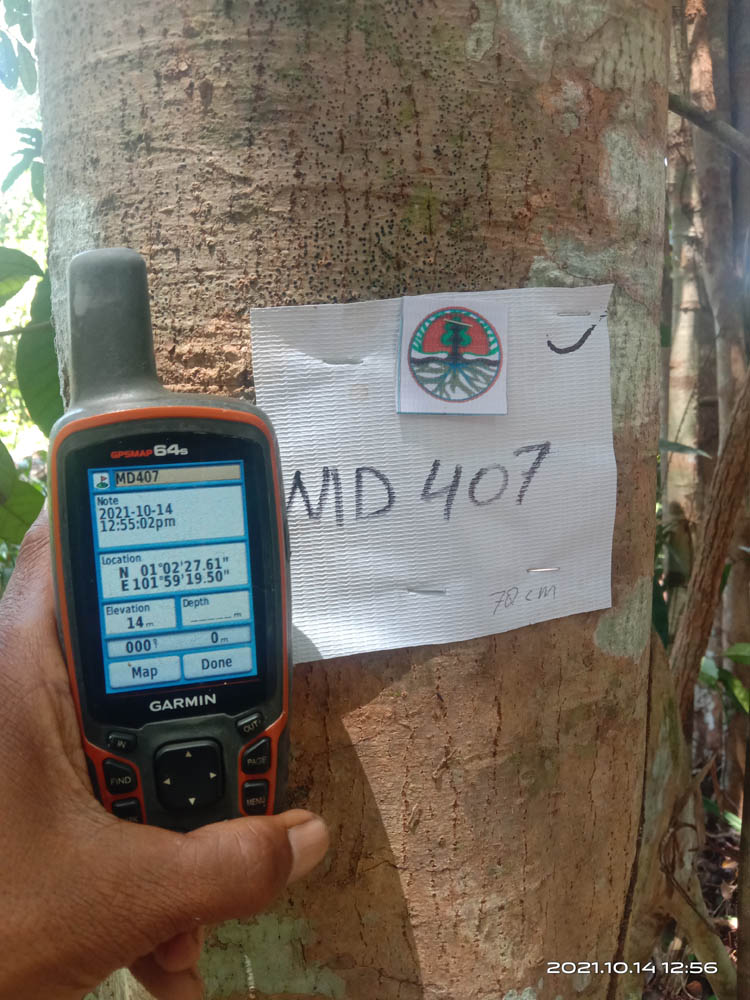 MD 407
70 cm
GPSMAP 64s
MD407
Note
2021-10-14
12:55:02pm
Location
N 01°02'27.61"
E 101°59'19.50"
Elevation Depth
14 m _____ m
000° 0 m
Map Done
GARMIN
IN OUT
FIND PAGE
MENU
2021.10.14 12:56